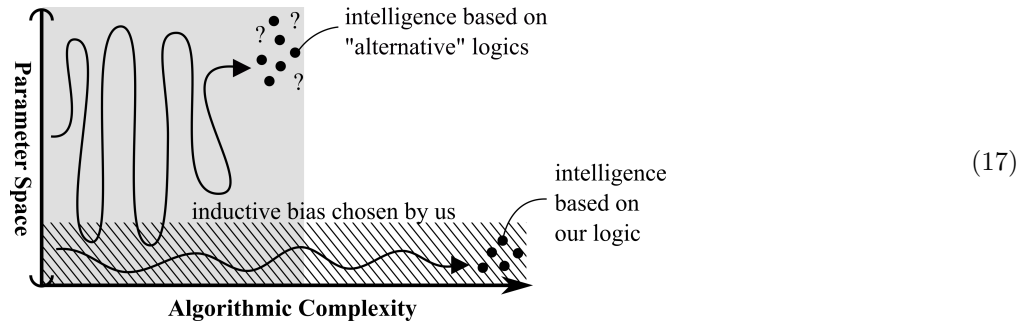 intelligence based on
"alternative" logics
?
?
?
Parameter Space
(17)
intelligence
based on
our logic
inductive bias chosen by us
Algorithmic Complexity